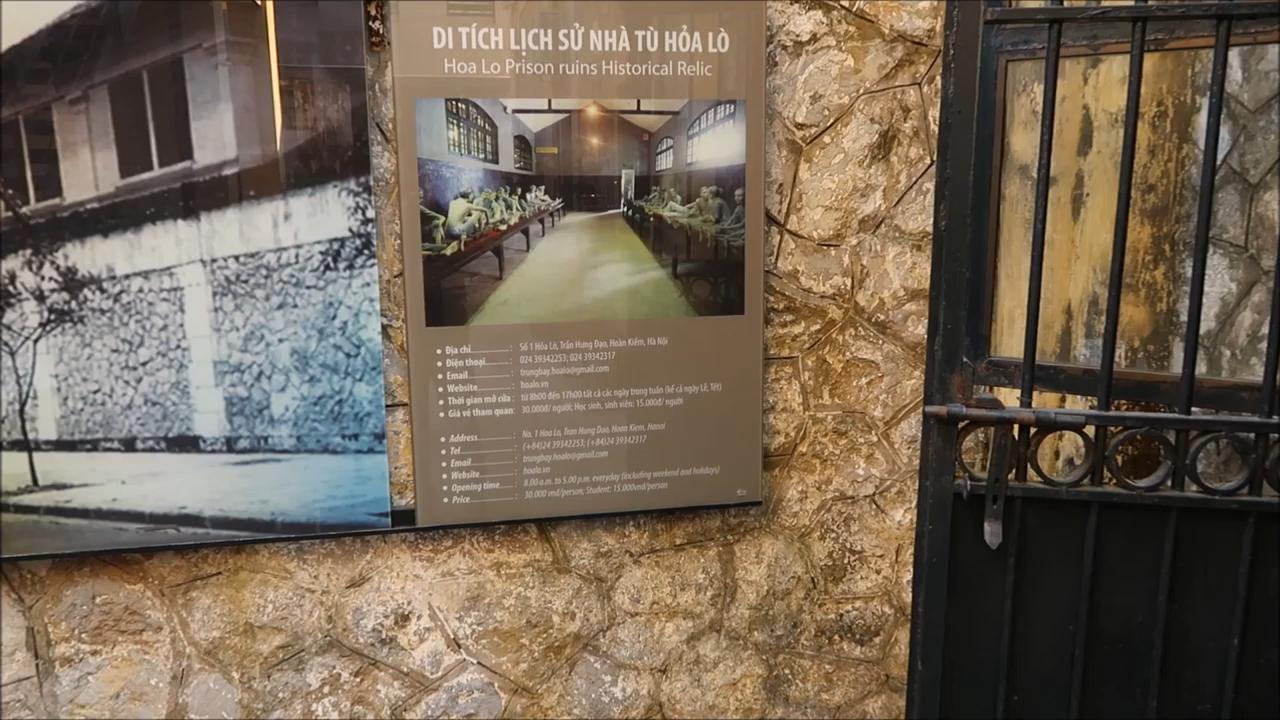 DI TÍCH LỊCH SỬ NHÀ TÙ HỎA LÒ
Hoa Lo Prison ruins Historical Relic
Địa chỉ : Số 1 Hỏa Lò, Trần Hưng Đạo, Hoàn Kiếm, Hà Nội
Điện thoại : 024 39342253; 024 39342317
Email : trungbay.hoalo@gmail.com
Website : hoalo.vn
Thời gian mở cửa : từ 8h00 đến 17h00 tất cả các ngày trong tuần (kể cả ngày Lễ, Tết)
Giá vé tham quan: 30.000đ/ người; Học sinh, sinh viên: 15.000đ/ người
Address : No. 1 Hoa Lo, Tran Hung Dao, Hoan Kiem, Hanoi
Tel : (+84)24 39342253; (+84)24 39342317
Email : trungbay.hoalo@gmail.com
Website : hoalo.vn
Opening time : 8.00 a.m. to 5.00 p.m. everyday (including weekend and holidays)
Price : 30.000 vnd/person; Student: 15.000vnd/person